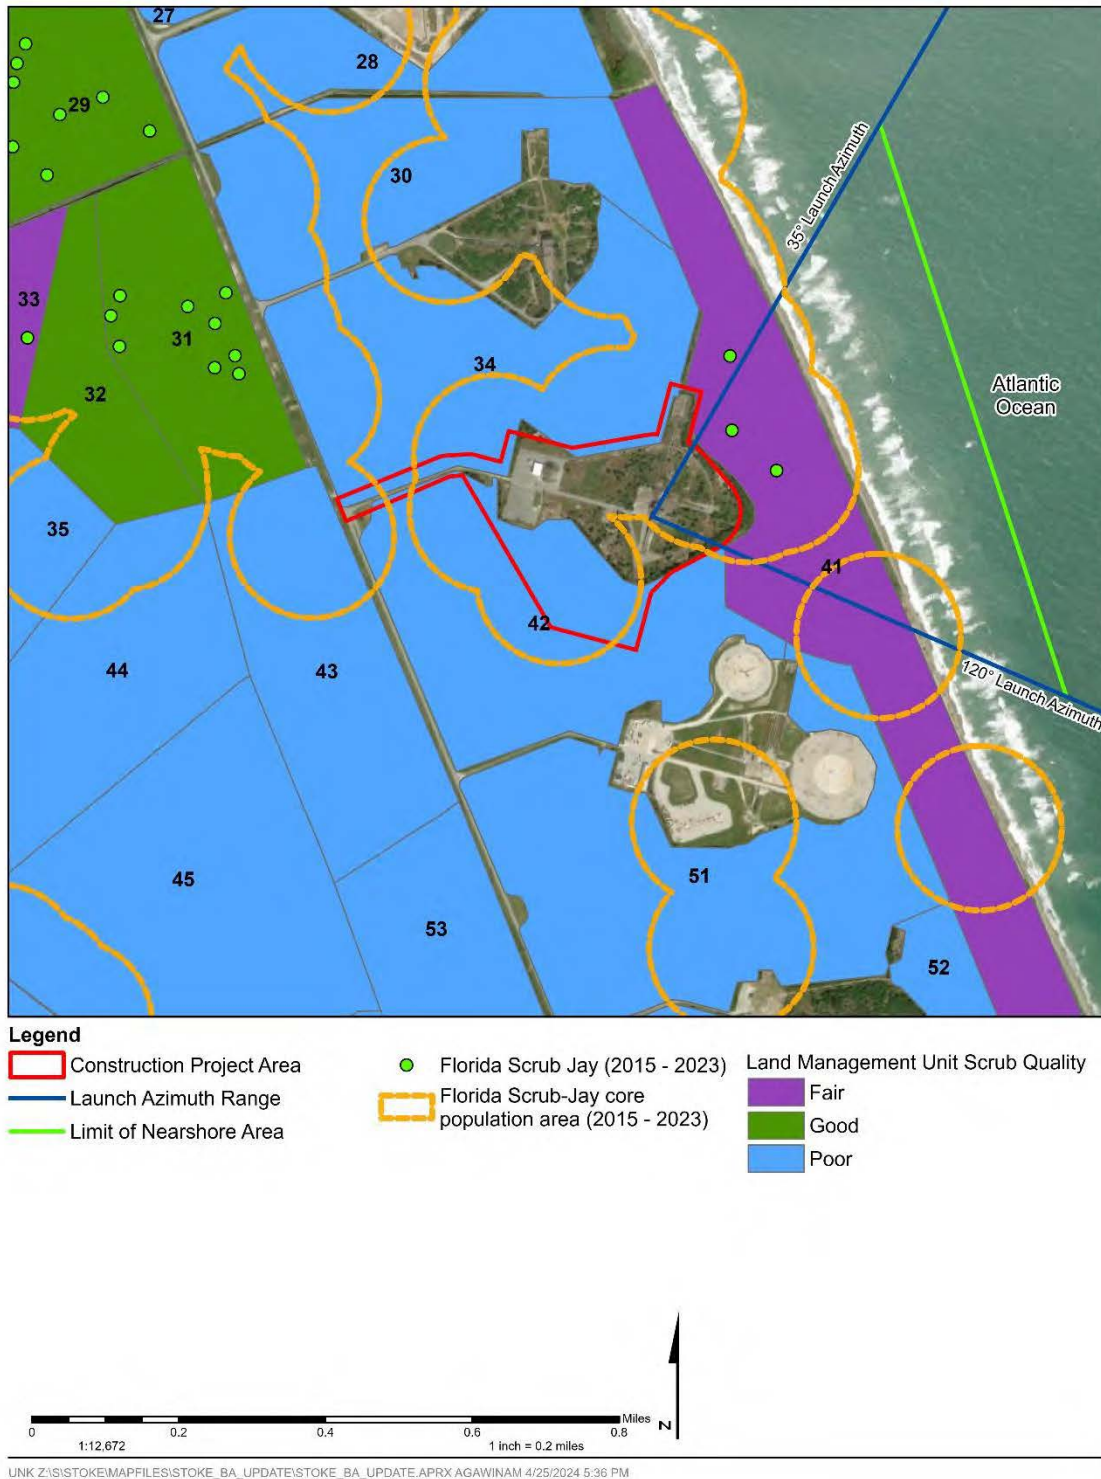 27
28
29
30
35° Launch Azimuth
33
31
34
32
Atlantic
Ocean
35
41
42
44
43
120° Launch Azimuth
45
51
53
52
Legend
Construction Project Area
Launch Azimuth Range
Limit of Nearshore Area
Florida Scrub Jay (2015 - 2023)
Florida Scrub-Jay core
population area (2015 - 2023)
Land Management Unit Scrub Quality
Fair
Good
Poor
Z
Miles
0 0.2 0.4 0.6 0.8
1:12,672 1 inch = 0.2 miles
UNK Z:\S\STOKE\MAPFILES\STOKE_BA_UPDATE\STOKE_BA_UPDATE.APRX AGAWINAM 4/25/2024 5:36 PM